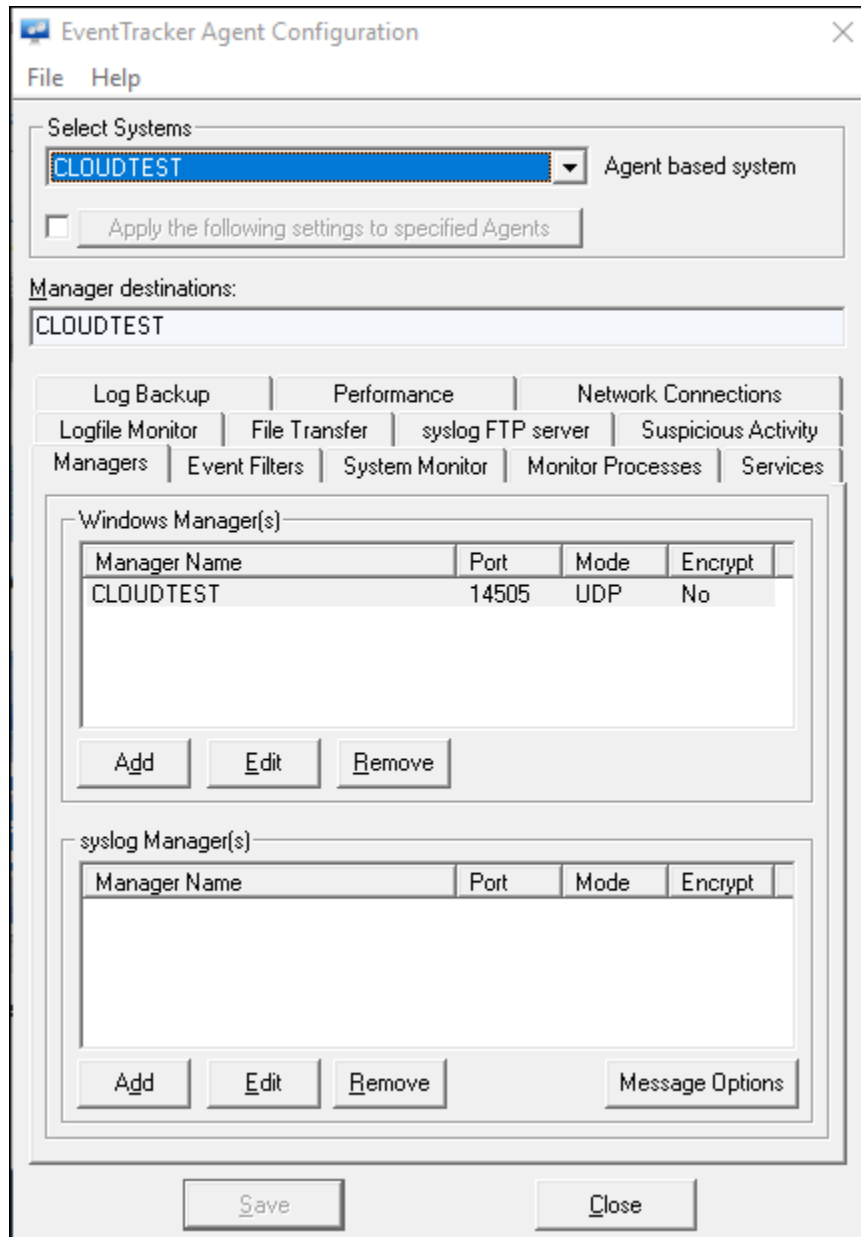 EventTracker Agent Configuration
File Help
Select Systems
CLOUDTEST Agent based system
Apply the following settings to specified Agents
Manager destinations:
CLOUDTEST
Log Backup Performance Network Connections
Logfile Monitor File Transfer syslog FTP server Suspicious Activity
Managers Event Filters System Monitor Monitor Processes Services
Windows Manager(s)
Manager Name Port Mode Encrypt
CLOUDTEST 14505 UDP No
Add Edit Remove
syslog Manager(s)
Manager Name Port Mode Encrypt
Add Edit Remove Message Options
Save Close